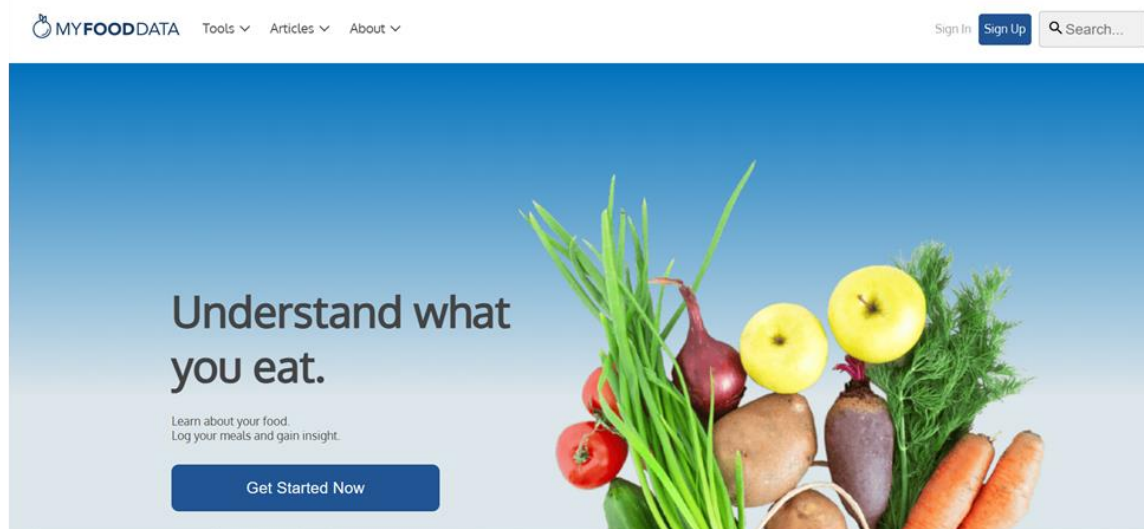 MYFOODDATA Tools Articles About Sign In Sign Up Search...
Understand what
you eat.
Learn about your food.
Log your meals and gain insight.
Get Started Now